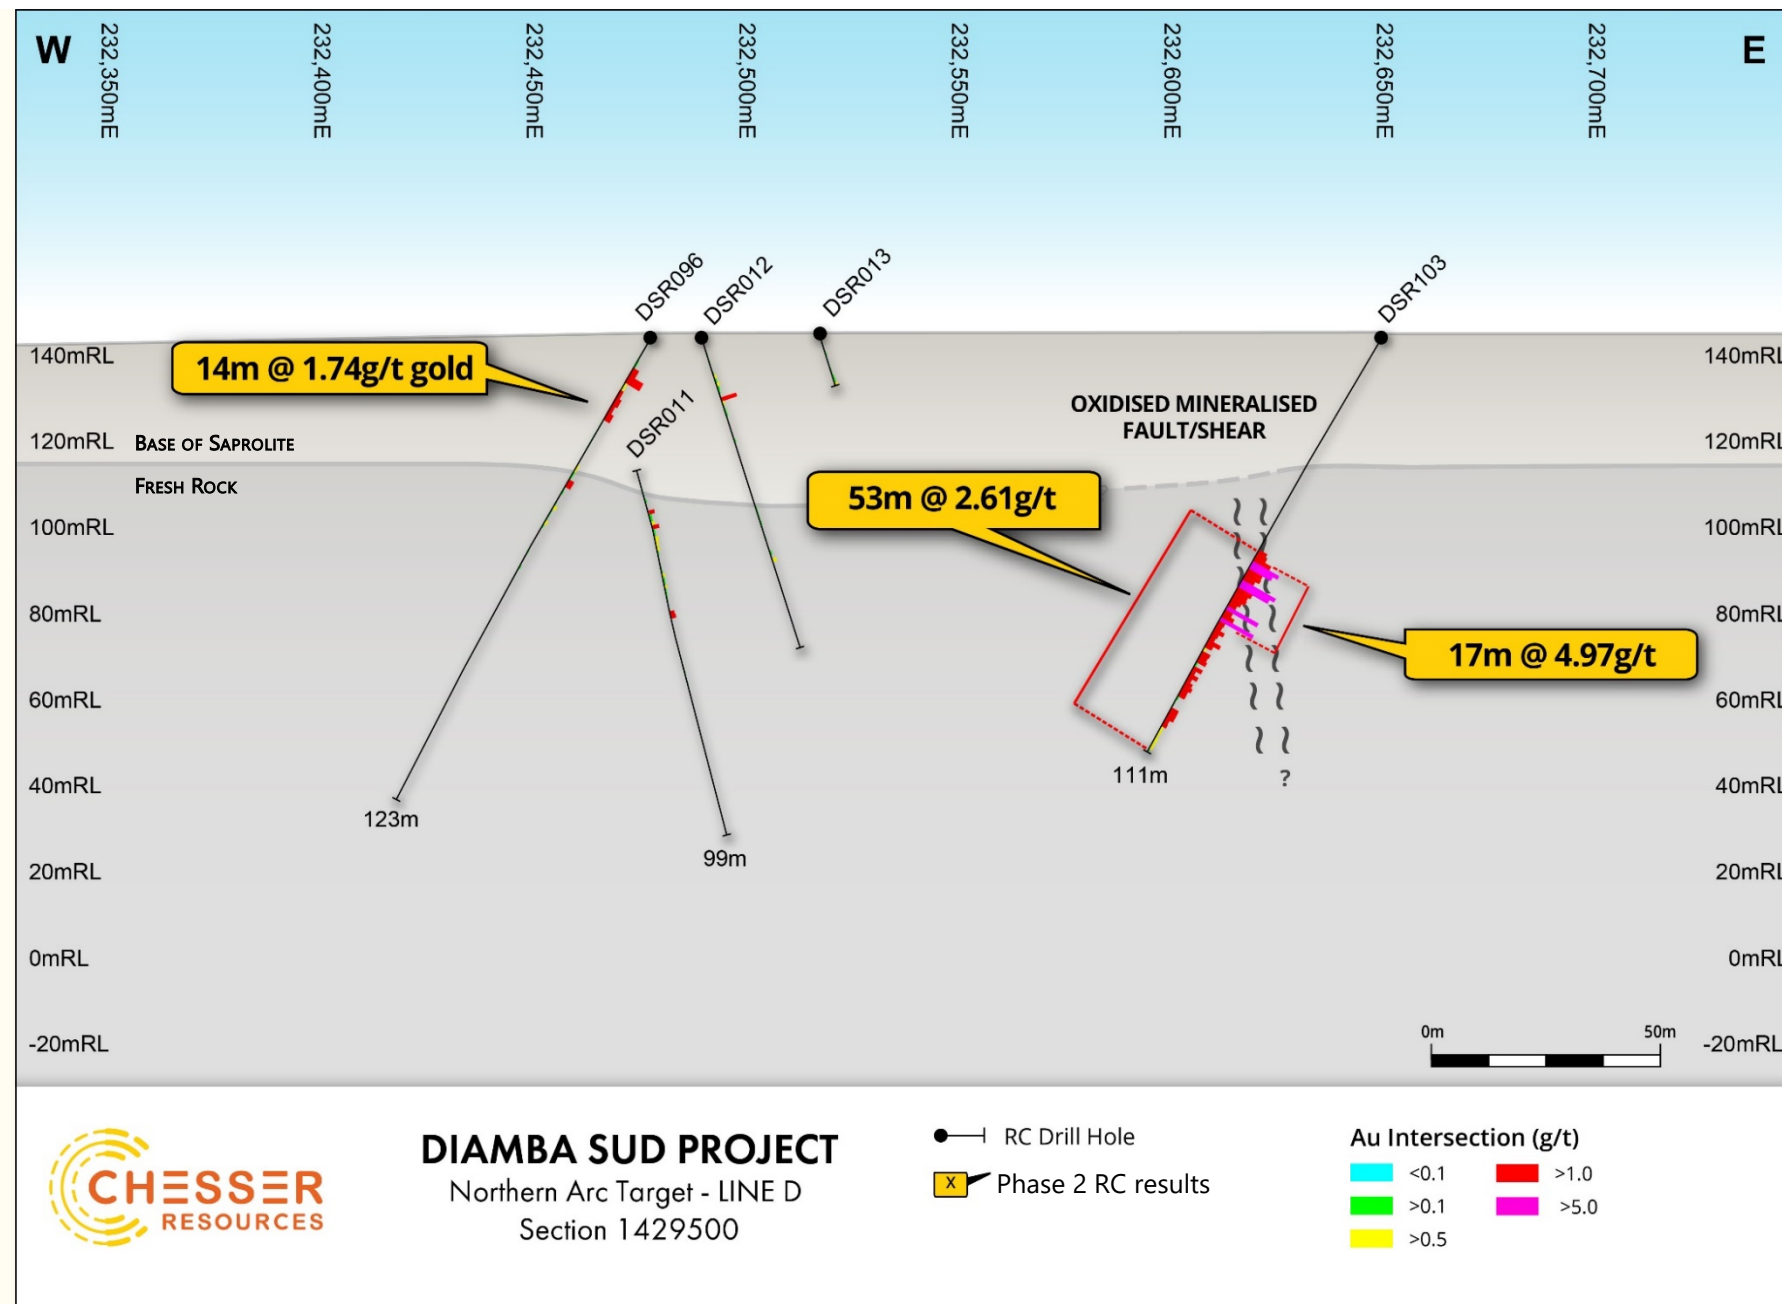 W
232,350mE
232,400mE
232,450mE
232,500mE
232,550mE
232,600mE
232,650mE
232,700mE
E
DSR096
DSR012
DSR013
DSR103
140mRL
14m @ 1.74g/t gold
140mRL
DSR011
OXIDISED MINERALISED
FAULT/SHEAR
120mRL
BASE OF SAPROLITE
120mRL
FRESH ROCK
53m @ 2.61g/t
100mRL
100mRL
80mRL
80mRL
17m @ 4.97g/t
60mRL
60mRL
111m
?
40mRL
40mRL
123m
99m
20mRL
20mRL
0mRL
0mRL
0m
50m
-20mRL
-20mRL
CHESSER
RESOURCES
DIAMBA SUD PROJECT
Northern Arc Target - LINE D
Section 1429500
RC Drill Hole
X
Phase 2 RC results
Au Intersection (g/t)
<0.1
>1.0
>0.1
>5.0
>0.5